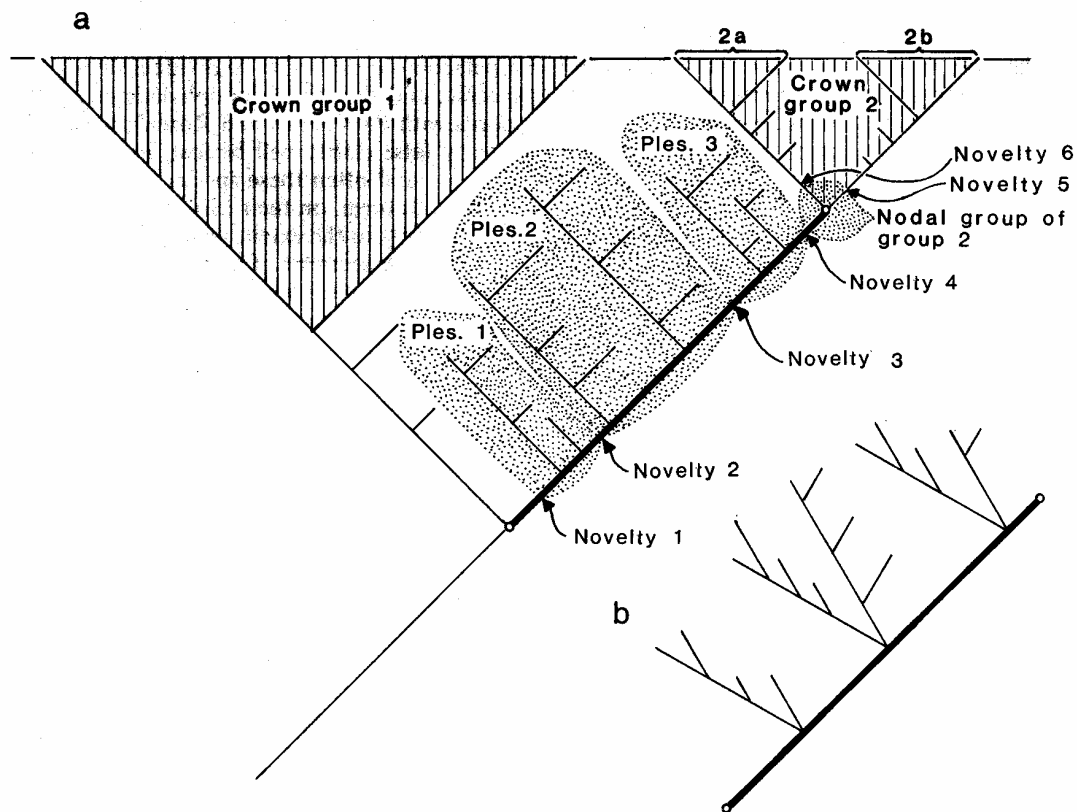 a
2a 2b
Crown group 1
Crown
group 2
Ples. 3
Novelty 6
Novelty 5
Nodal group of
group 2
Ples.2
Novelty 4
Ples. 1
Novelty 3
Novelty 2
Novelty 1
b